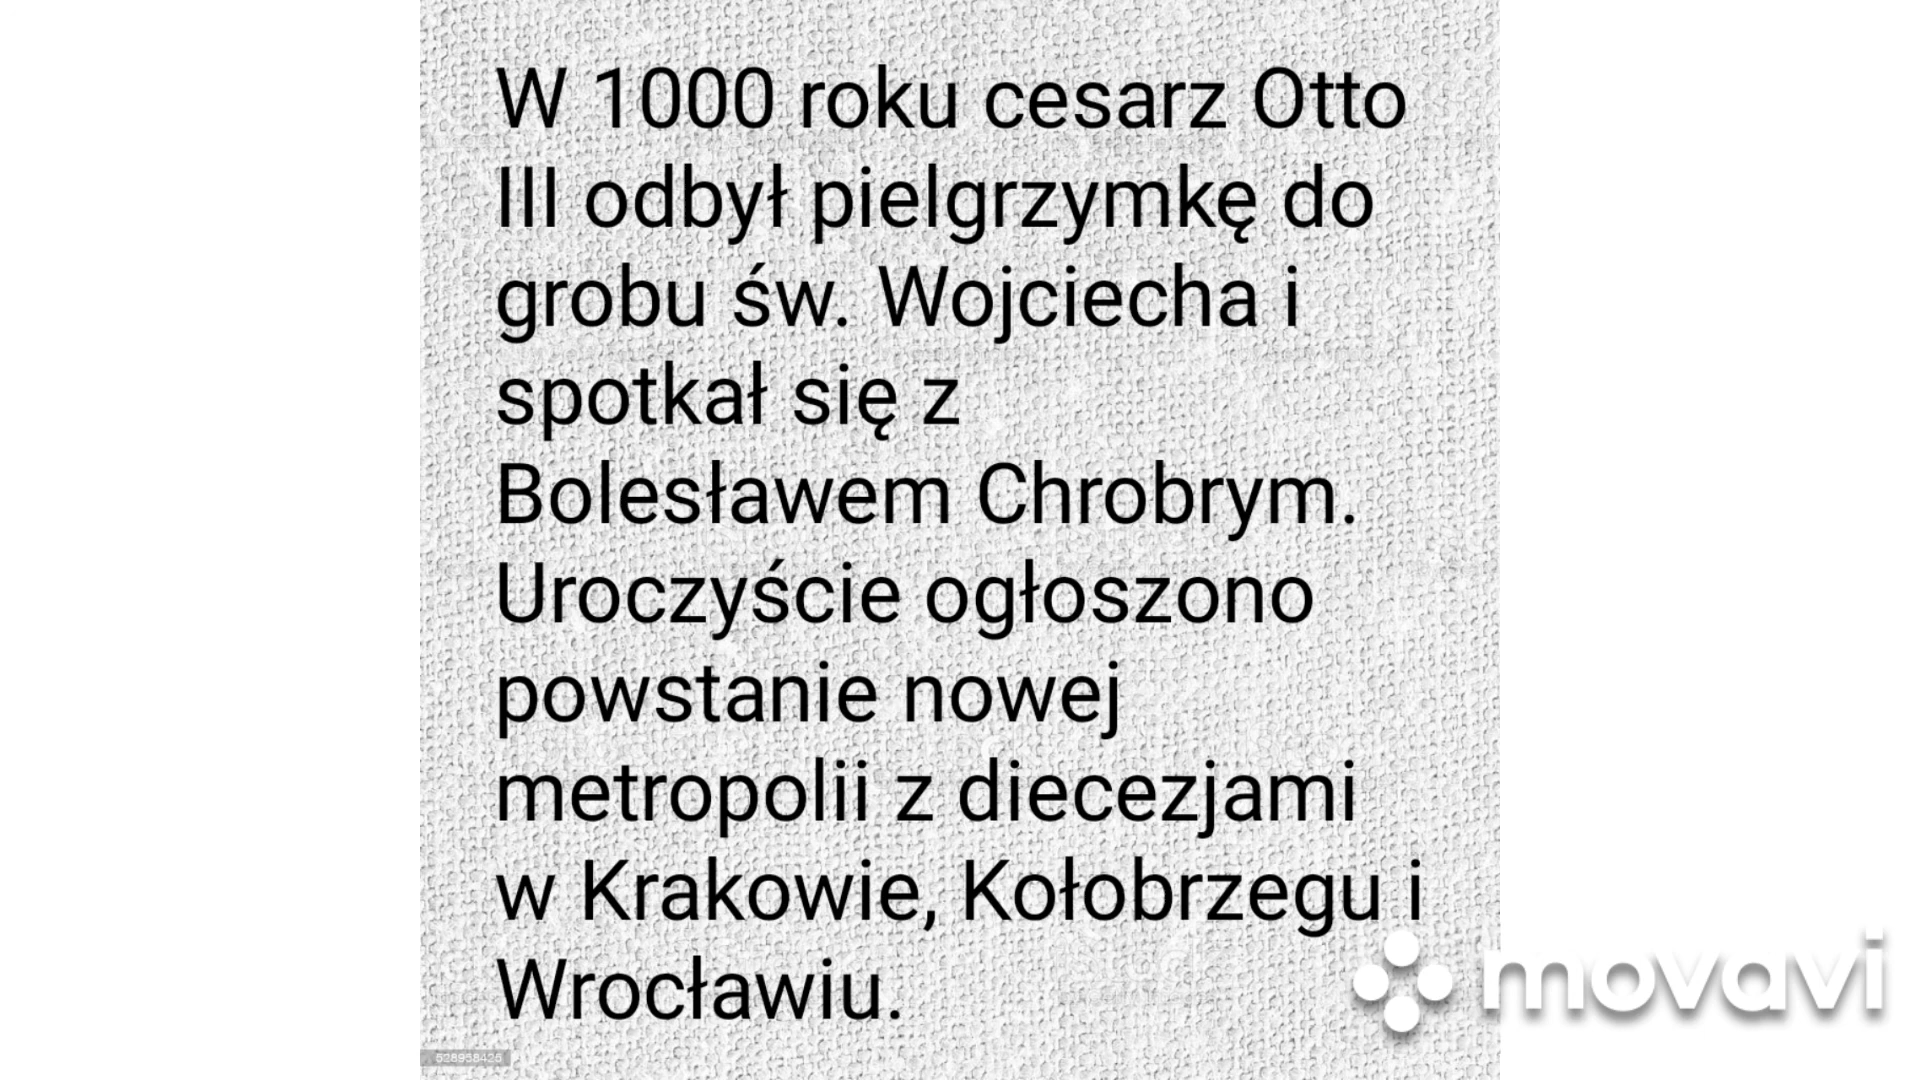 W 1000 roku cesarz Otto
III odbył pielgrzymkę do
grobu św. Wojciecha i
spotkał się z
Bolesławem Chrobrym.
Uroczyście ogłoszono
powstanie nowej
metropolii z diecezjami
w Krakowie, Kołobrzegu i
Wrocławiu.
movavi
528958425